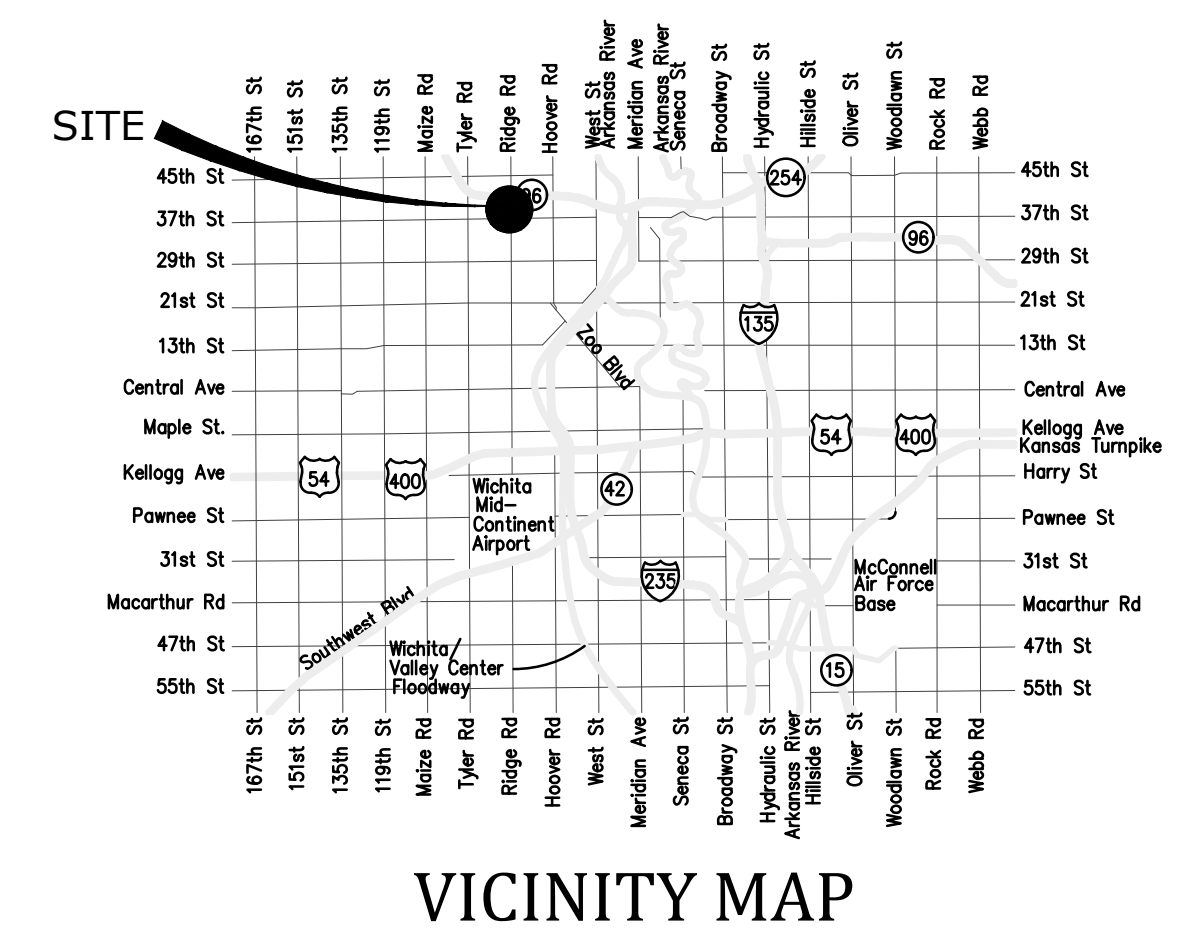 SITE
167th St
151st St
135th St
119th St
Maize Rd
Tyler Rd
Ridge Rd
Hoover Rd
West St
Arkansas River
Meridian Ave
Arkansas River
Seneca St
Broadway St
Hydraulic St
Hillside St
Oliver St
Woodlawn St
Rock Rd
Webb Rd
45th St
37th St
29th St
21st St
13th St
Central Ave
Maple St.
Kellogg Ave
Pawnee St
31st St
Macarthur Rd
47th St
55th St
96
254
96
135
Zoo Blvd
54
400
54
400
42
Wichita
Mid-
Continent
Airport
235
McConnell
Air Force
Base
Southwest Blvd
Wichita/
Valley Center
Floodway
15
45th St
37th St
29th St
21st St
13th St
Central Ave
Kellogg Ave
Kansas Turnpike
Harry St
Pawnee St
31st St
Macarthur Rd
47th St
55th St
167th St
151st St
135th St
119th St
Maize Rd
Tyler Rd
Ridge Rd
Hoover Rd
West St
Meridian Ave
Seneca St
Broadway St
Hydraulic St
Arkansas River
Hillside St
Oliver St
Woodlawn St
Rock Rd
Webb Rd
VICINITY MAP